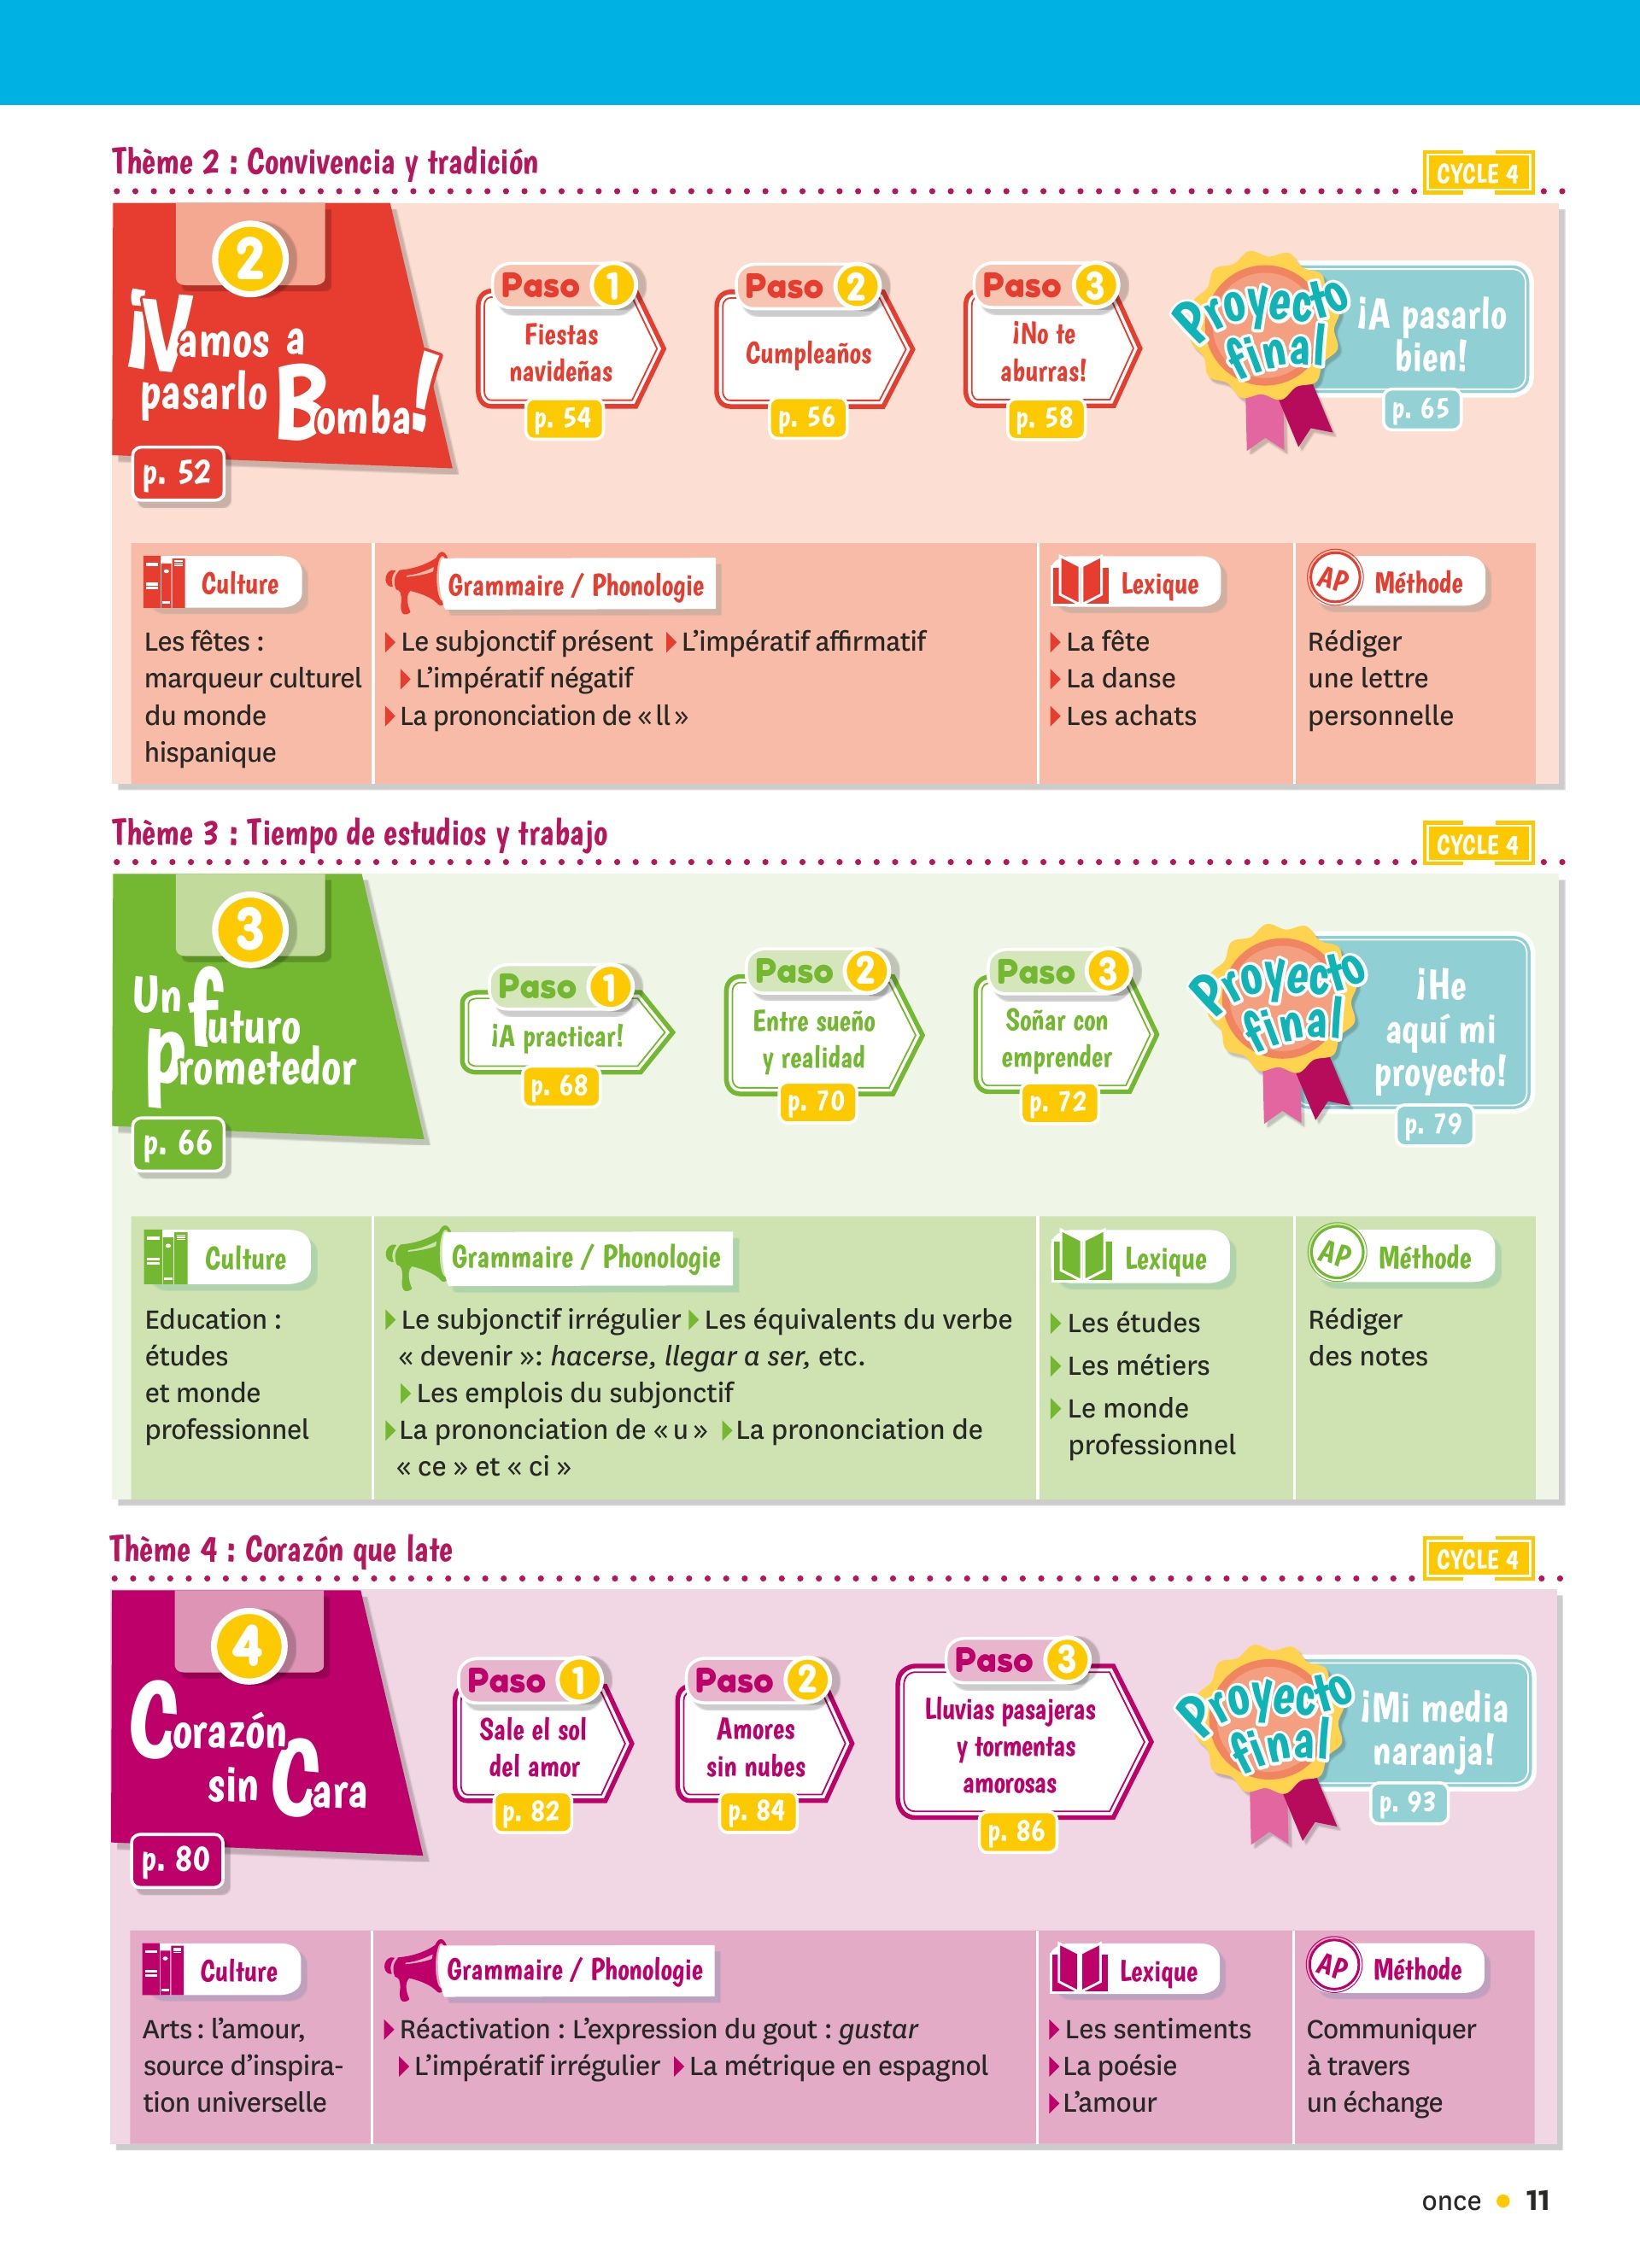 Thème 2 : Convivencia y tradición
CYCLE 4
2
¡Vamos a
pasarlo Bomba!
p. 52
Paso 1
Fiestas
navideñas
p. 54
Paso 2
Cumpleaños
p. 56
Paso 3
¡No te
aburras!
p. 58
Proyecto
final
¡A pasarlo
bien!
p. 65
Culture
Les fêtes :
marqueur culturel
du monde
hispanique
Grammaire / Phonologie
Le subjonctif présent L'impératif affirmatif
L'impératif négatif
La prononciation de « ll »
Lexique
La fête
La danse
Les achats
AP Méthode
Rédiger
une lettre
personnelle
Thème 3 : Tiempo de estudios y trabajo
CYCLE 4
3
Un futuro
prometedor
p. 66
Paso 1
¡A practicar!
p. 68
Paso 2
Entre sueño
y realidad
p. 70
Paso 3
Soñar con
emprender
p. 72
Proyecto
final
¡He
aquí mi
proyecto!
p. 79
Culture
Education :
études
et monde
professionnel
Grammaire / Phonologie
Le subjonctif irrégulier Les équivalents du verbe
« devenir »: hacerse, llegar a ser, etc.
Les emplois du subjonctif
La prononciation de « u » La prononciation de
« ce » et « ci »
Lexique
Les études
Les métiers
Le monde
professionnel
AP Méthode
Rédiger
des notes
Thème 4 : Corazón que late
CYCLE 4
4
Corazón
sin Cara
p. 80
Paso 1
Sale el sol
del amor
p. 82
Paso 2
Amores
sin nubes
p. 84
Paso 3
Lluvias pasajeras
y tormentas
amorosas
p. 86
Proyecto
final
¡Mi media
naranja!
p. 93
Culture
Arts : l'amour,
source d'inspira-
tion universelle
Grammaire / Phonologie
Réactivation : L'expression du gout : gustar
L'impératif irrégulier La métrique en espagnol
Lexique
Les sentiments
La poésie
L'amour
AP Méthode
Communiquer
à travers
un échange
once • 11